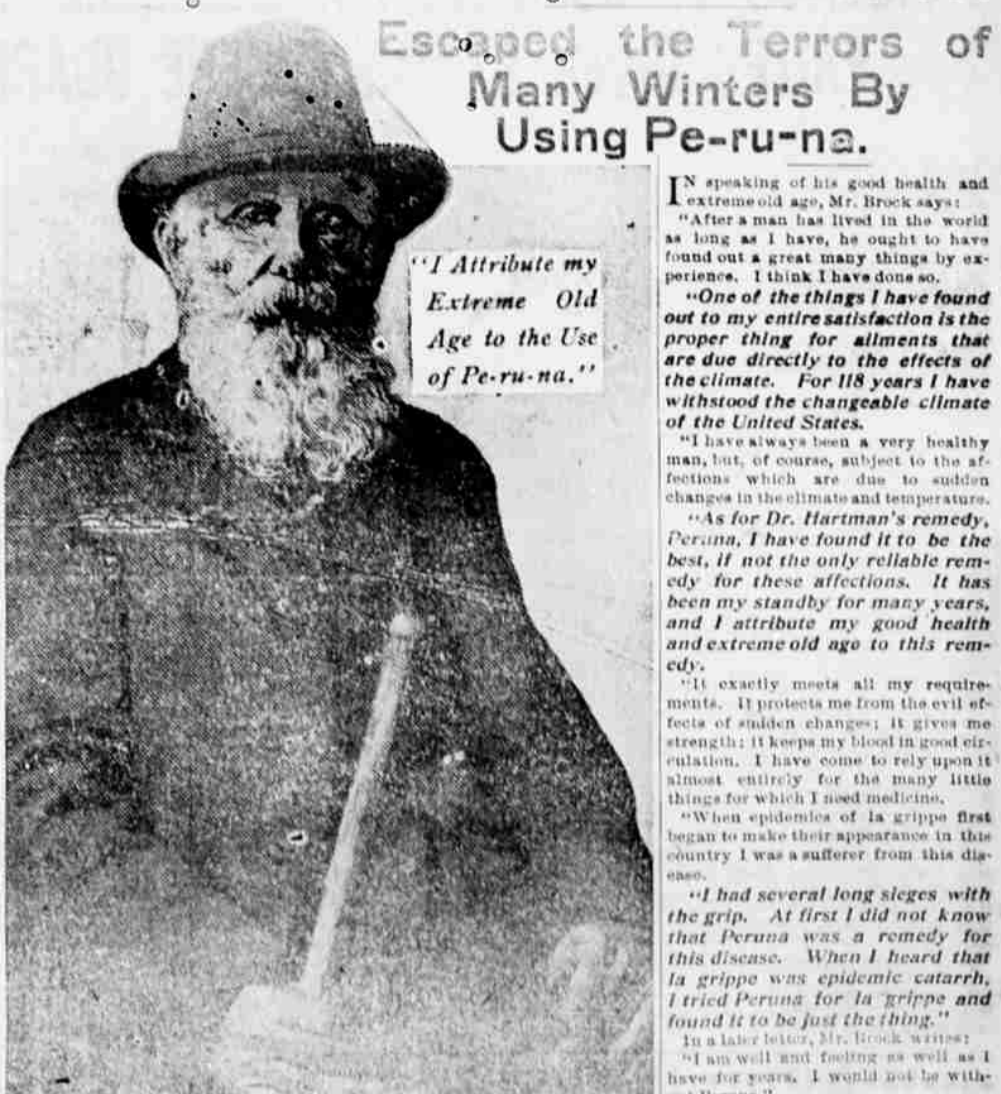 Escaped the Terrors of
Many Winters By
Using Pe-ru-na.
"I Attribute my
Extreme Old
Age to the Use
of Pe-ru-na."
IN speaking of his good health and
extreme old age, Mr. Brock says:
"After a man has lived in the world
as long as I have, he ought to have
found out a great many things by ex-
perience. I think I have done so.
"One of the things I have found
out to my entire satisfaction is the
proper thing for ailments that
are due directly to the effects of
the climate. For 118 years I have
withstood the changeable climate
of the United States.
"I have always been a very healthy
man, but, of course, subject to the af-
fections which are due to sudden
changes in the climate and temperature.
"As for Dr. Hartman's remedy,
Peruna, I have found it to be the
best, if not the only reliable rem-
edy for these affections. It has
been my standby for many years,
and I attribute my good health
and extreme old age to this rem-
edy.
"It exactly meets all my require-
ments. It protects me from the evil ef-
fects of sudden changes; it gives me
strength; it keeps my blood in good cir-
culation. I have come to rely upon it
almost entirely for the many little
things for which I need medicine.
"When epidemics of la grippe first
began to make their appearance in this
country I was a sufferer from this dis-
ease.
"I had several long sieges with
the grip. At first I did not know
that Peruna was a remedy for
this disease. When I heard that
la grippe was epidemic catarrh,
I tried Peruna for la grippe and
found it to be just the thing."
In a later letter, Mr. Brock writes:
"I am well and feeling as well as I
have for years. I would not be with-